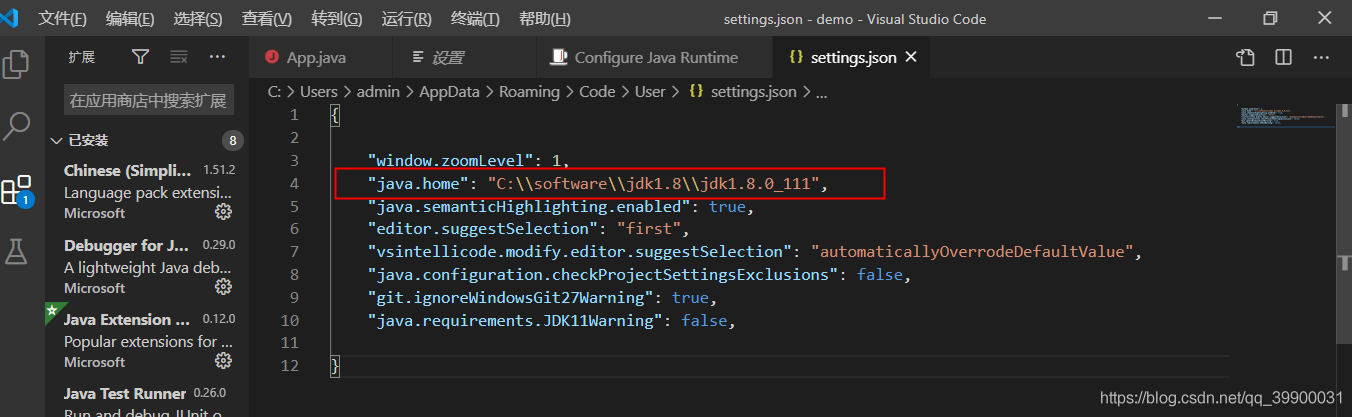 文件(F) 编辑(E) 选择(S) 查看(V) 转到(G) 运行(R) 终端(T) 帮助(H) settings.json - demo - Visual Studio Code
扩展
App.java 设置 Configure Java Runtime {} settings.json
C: > Users > admin > AppData > Roaming > Code > User > {} settings.json > ...
在应用商店中搜索扩展
已安装 8
Chinese (Simpli... 1.51.2
Language pack extensi...
Microsoft
1
Debugger for J... 0.29.0
A lightweight Java deb...
Microsoft
Java Extension ... 0.12.0
Popular extensions for ...
Microsoft
Java Test Runner 0.26.0
Run and debug JUnit o
1 {
2
3 "window.zoomLevel": 1,
4 "java.home": "C:\\software\\jdk1.8\\jdk1.8.0_111",
5 "java.semanticHighlighting.enabled": true,
6 "editor.suggestSelection": "first",
7 "vsintellicode.modify.editor.suggestSelection": "automaticallyOverrodeDefaultValue",
8 "java.configuration.checkProjectSettingsExclusions": false,
9 "git.ignoreWindowsGit27Warning": true,
10 "java.requirements.JDK11Warning": false,
11
12 }
https://blog.csdn.net/qq_39900031